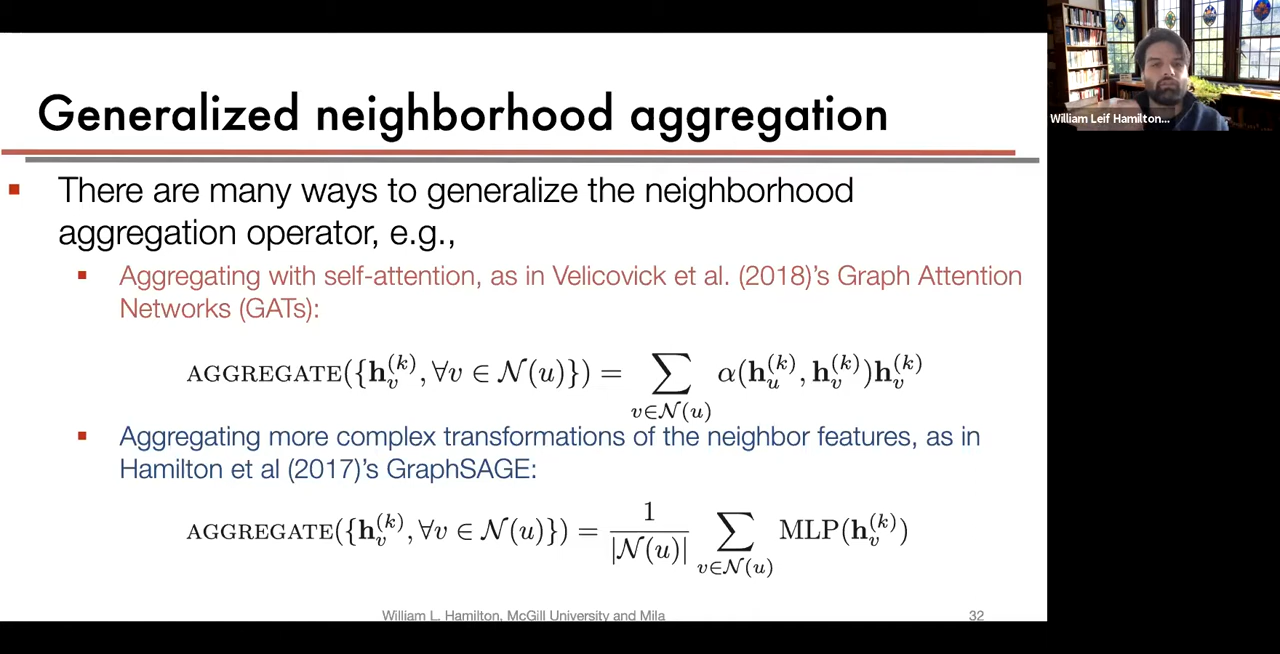 Generalized neighborhood aggregation
There are many ways to generalize the neighborhood
aggregation operator, e.g.,
Aggregating with self-attention, as in Velicovick et al. (2018)’s Graph Attention
Networks (GATs):
AGGREGATE({h_v^{(k)}, ∀v ∈ N(u)}) = ∑_{v∈N(u)} α(h_u^{(k)}, h_v^{(k)})h_v^{(k)}
Aggregating more complex transformations of the neighbor features, as in
Hamilton et al (2017)’s GraphSAGE:
AGGREGATE({h_v^{(k)}, ∀v ∈ N(u)}) = 1/|N(u)| ∑_{v∈N(u)} MLP(h_v^{(k)})
William L. Hamilton, McGill University and Mila
32
William Leif Hamilton...